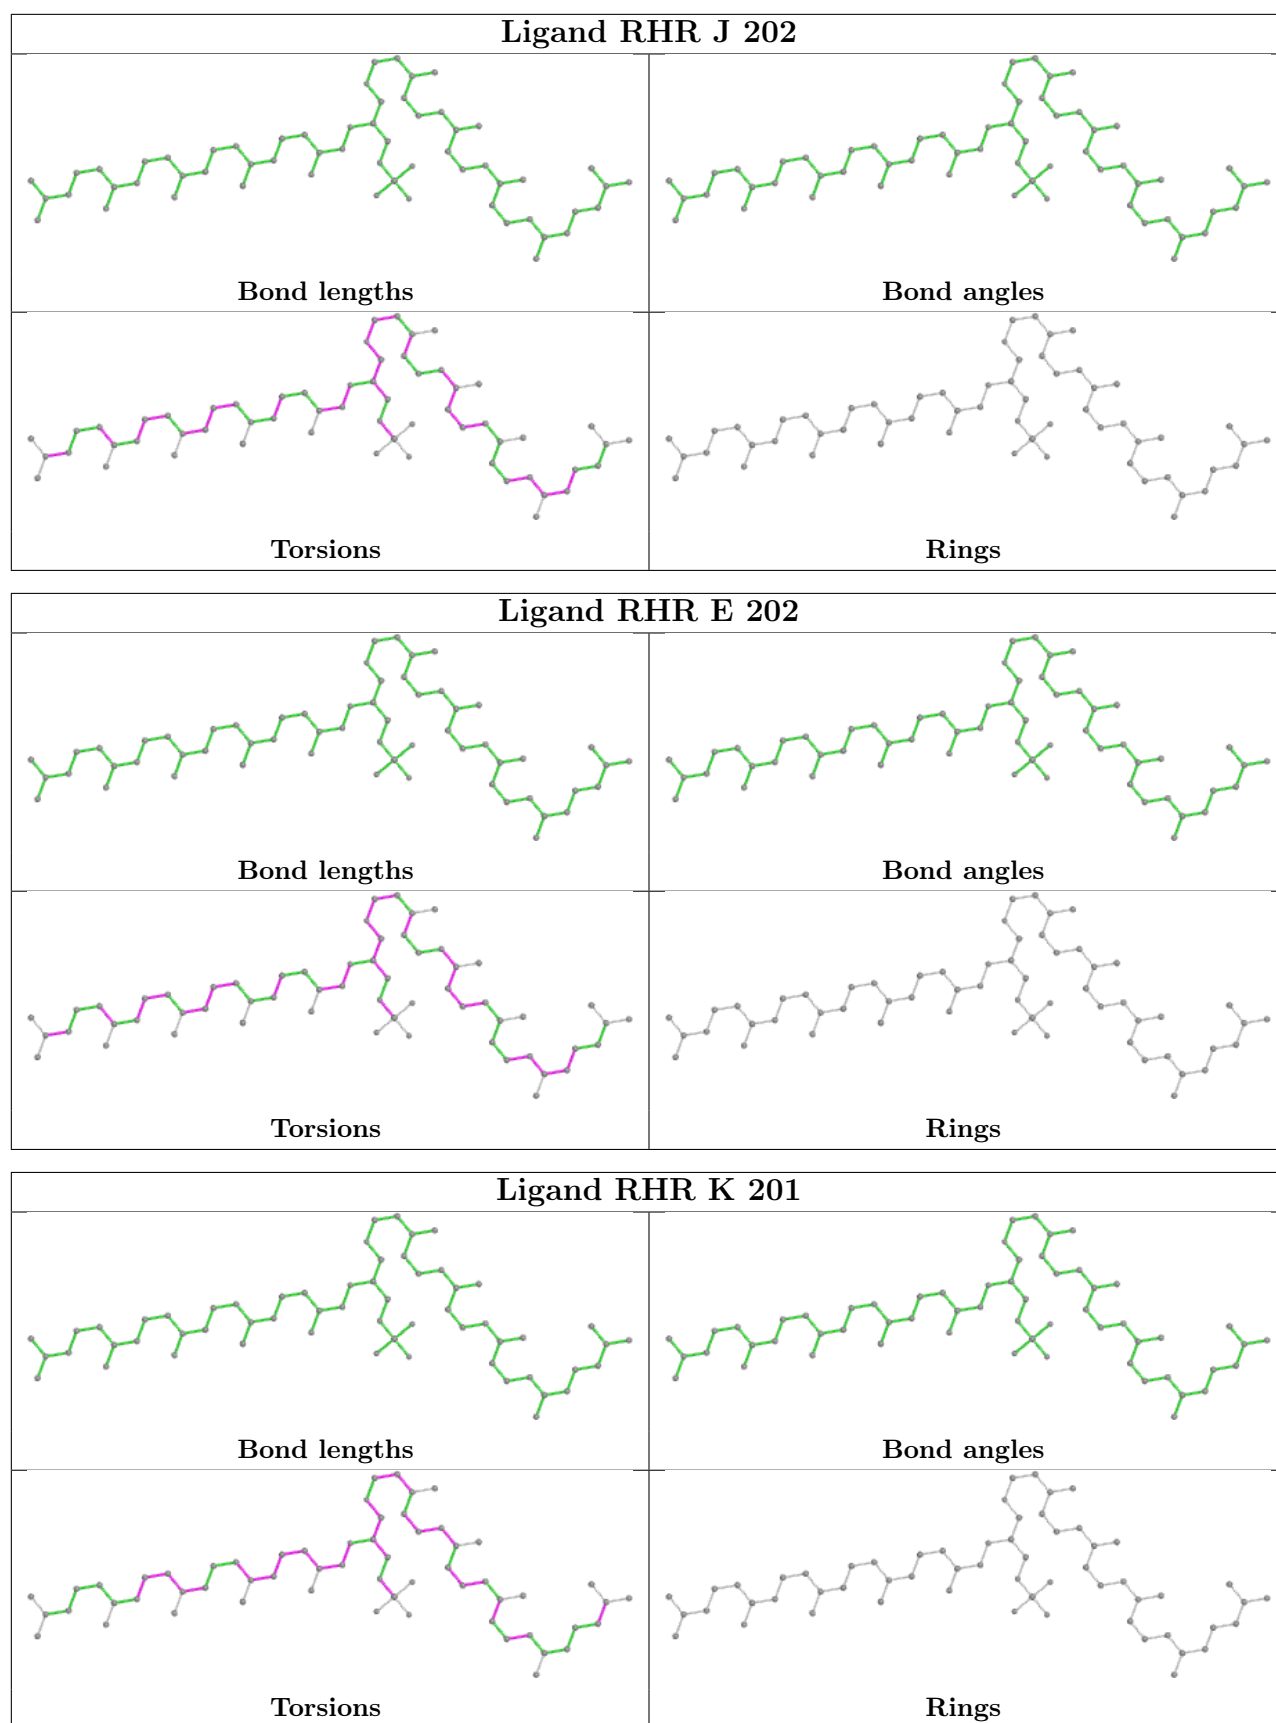 Ligand RHR J 202
Bond lengths
Bond angles
Torsions
Rings
Ligand RHR E 202
Bond lengths
Bond angles
Torsions
Rings
Ligand RHR K 201
Bond lengths
Bond angles
Torsions
Rings